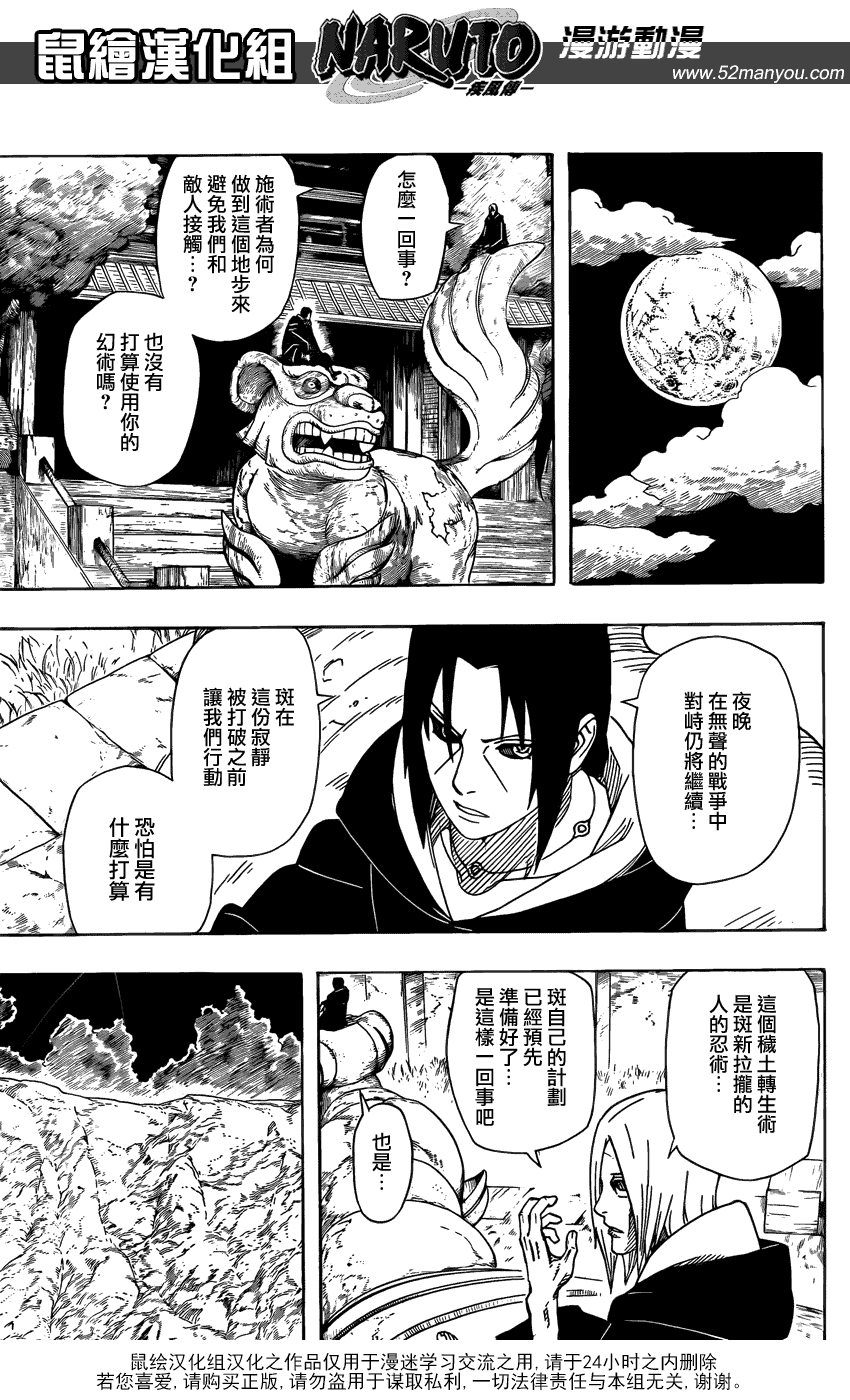 鼠繪漢化組
NARUTO
疾風傳
漫游動漫
www.52manyou.com
怎麼一回事?
施術者為何
做到這個地步來
避免我們和
敵人接觸…?
也沒有
打算使用你的
幻術嗎?
夜晚
在無聲的戰爭中
對峙仍將繼續…
斑在
這份寂靜
被打破之前
讓我們行動
恐怕是有
什麼打算
這個穢土轉生術
是斑新拉攏的
人的忍術…
斑自己的計劃
已經預先
準備好了…
是這樣一回事吧
也是…
鼠绘汉化组汉化之作品仅用于漫迷学习交流之用, 请于24小时之内删除
若您喜爱, 请购买正版, 请勿盗用于谋取私利, 一切法律责任与本组无关, 谢谢。